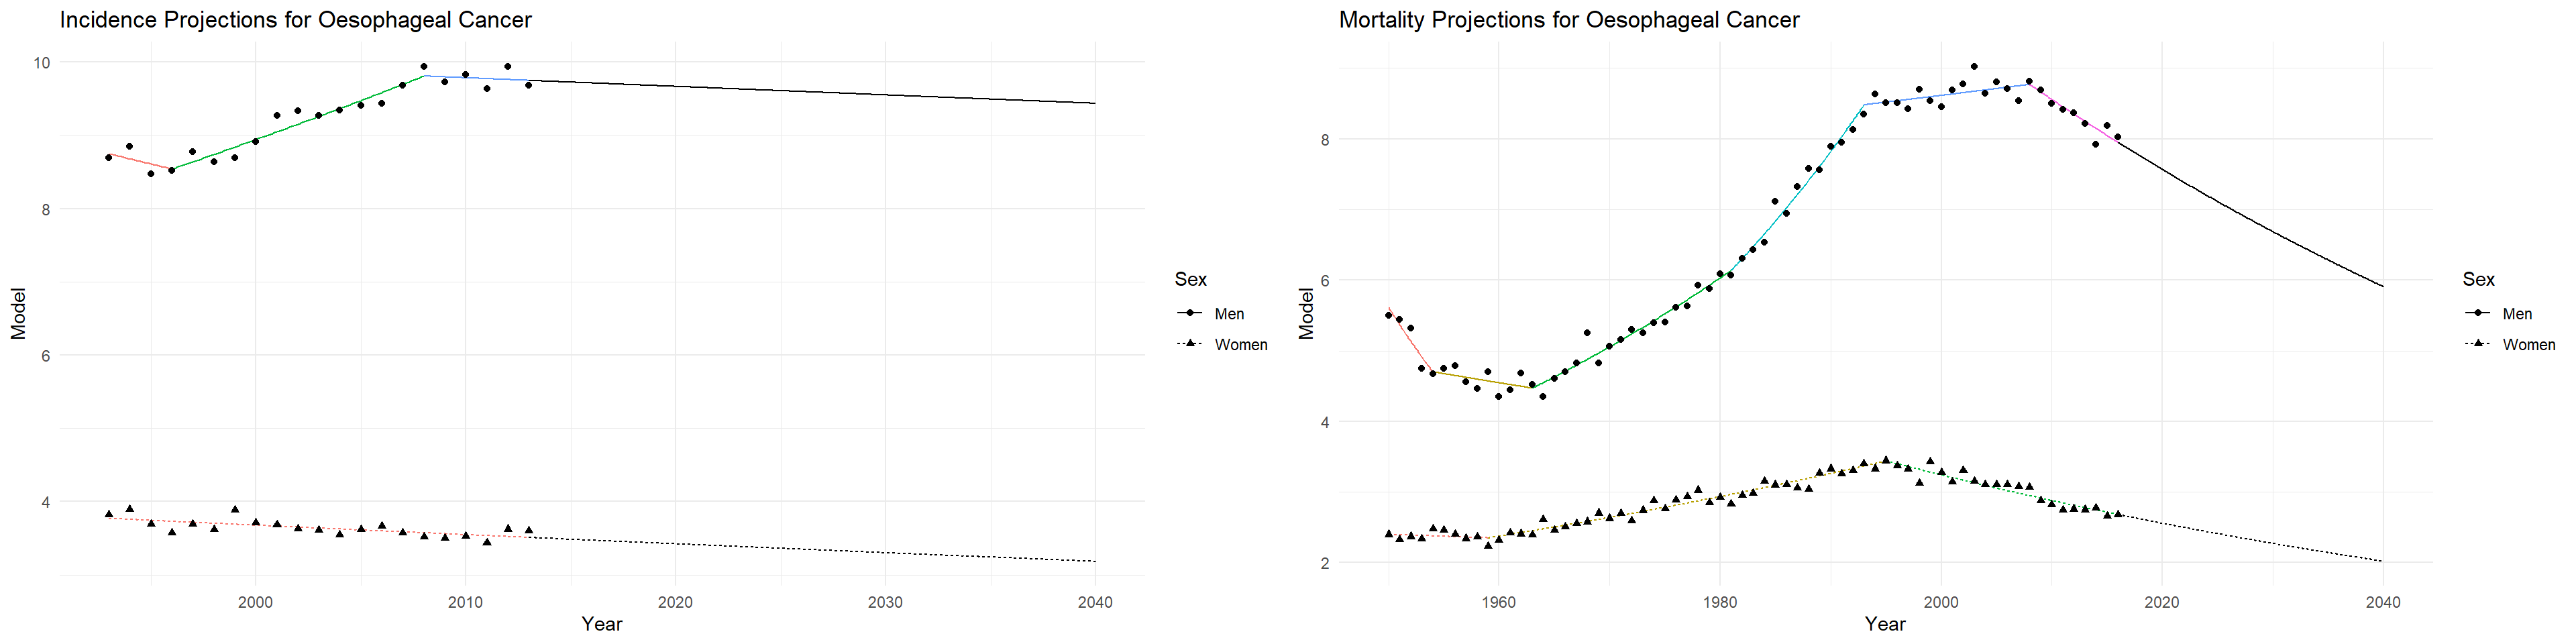 Incidence Projections for Oesophageal Cancer
10
8
6
4
Model
2000
2010
2020
2030
2040
Year
Sex
Men
Women
Mortality Projections for Oesophageal Cancer
8
6
4
2
Model
1960
1980
2000
2020
2040
Year
Sex
Men
Women